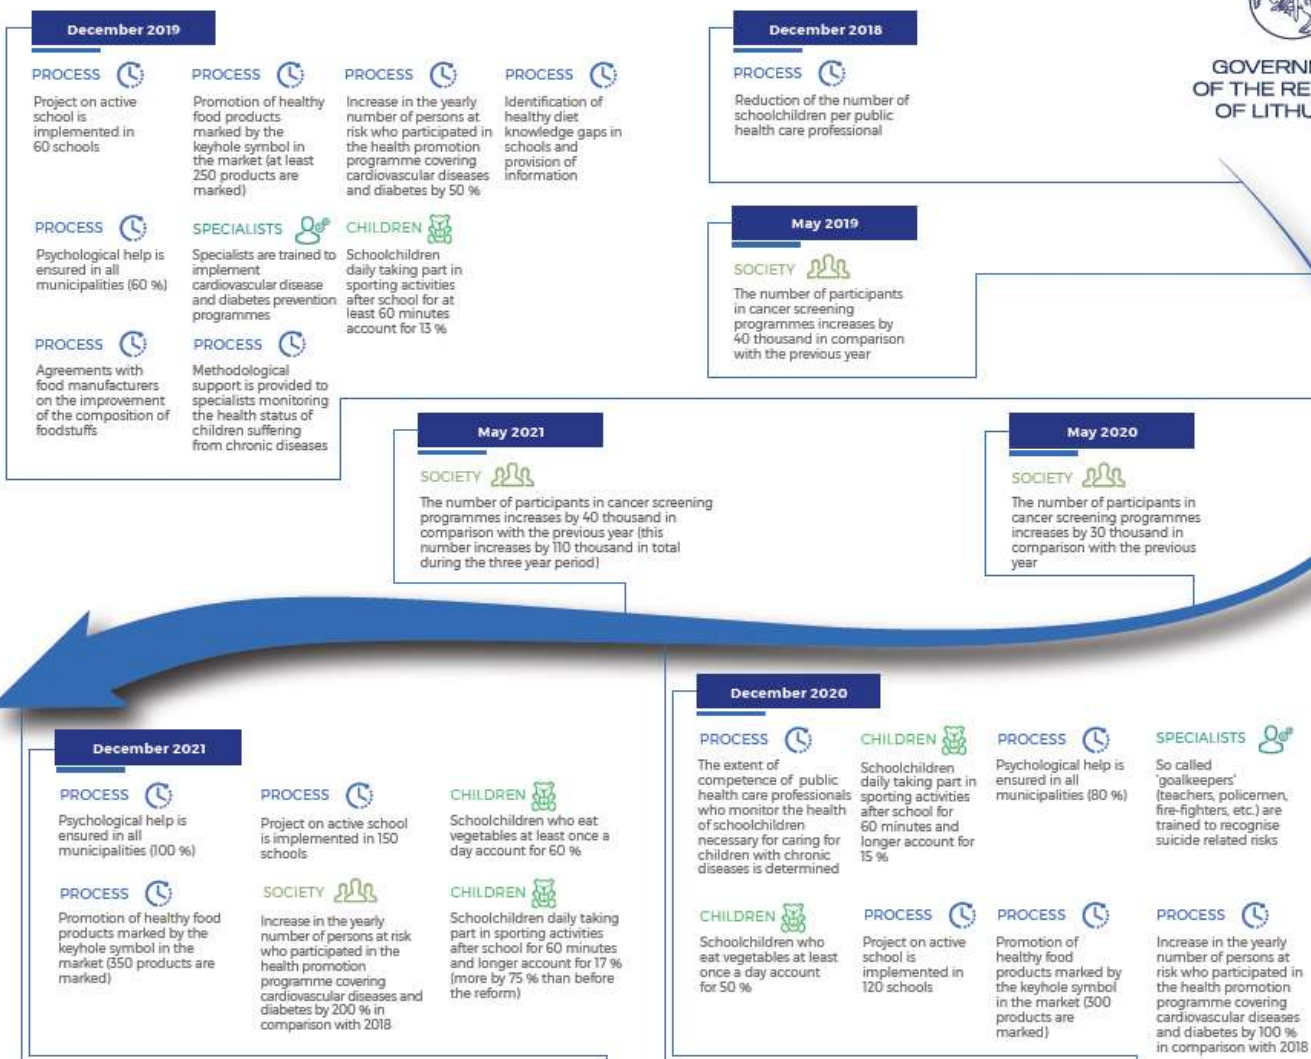 December 2019
PROCESS
Project on active
school is
implemented in
60 schools
PROCESS
Promotion of healthy
food products
marked by the
keyhole symbol in
the market (at least
250 products are
marked)
PROCESS
Increase in the yearly
number of persons at
risk who participated in
the health promotion
programme covering
cardiovascular diseases
and diabetes by 50 %
PROCESS
Identification of
healthy diet
knowledge gaps in
schools and
provision of
information
PROCESS
Psychological help is
ensured in all
municipalities (60 %)
SPECIALISTS
Specialists are trained to
implement
cardiovascular disease
and diabetes prevention
programmes
CHILDREN
Schoolchildren
daily taking part in
sporting activities
after school for at
least 60 minutes
account for 13 %
PROCESS
Agreements with
food manufacturers
on the improvement
of the composition of
foodstuffs
PROCESS
Methodological
support is provided to
specialists monitoring
the health status of
children suffering
from chronic diseases
December 2018
PROCESS
Reduction of the number of
schoolchildren per public
health care professional
GOVERNM
OF THE RE
OF LITHU
May 2019
SOCIETY
The number of participants
in cancer screening
programmes increases by
40 thousand in comparison
with the previous year
May 2021
SOCIETY
The number of participants in cancer screening
programmes increases by 40 thousand in
comparison with the previous year (this
number increases by 110 thousand in total
during the three year period)
May 2020
SOCIETY
The number of participants in
cancer screening programmes
increases by 30 thousand in
comparison with the previous
year
December 2021
PROCESS
Psychological help is
ensured in all
municipalities (100 %)
PROCESS
Project on active school
is implemented in 150
schools
CHILDREN
Schoolchildren who eat
vegetables at least once a
day account for 60 %
PROCESS
Promotion of healthy food
products marked by the
keyhole symbol in the
market (350 products are
marked)
SOCIETY
Increase in the yearly
number of persons at risk
who participated in the
health promotion
programme covering
cardiovascular diseases and
diabetes by 200 % in
comparison with 2018
CHILDREN
Schoolchildren daily taking
part in sporting activities
after school for 60 minutes
and longer account for 17 %
(more by 75 % than before
the reform)
December 2020
PROCESS
The extent of
competence of public
health care professionals
who monitor the health
of schoolchildren
necessary for caring for
children with chronic
diseases is determined
CHILDREN
Schoolchildren
daily taking part in
sporting activities
after school for
60 minutes and
longer account for
15 %
PROCESS
Psychological help is
ensured in all
municipalities (80 %)
SPECIALISTS
So called
'goalkeepers'
(teachers, policemen,
fire-fighters, etc.) are
trained to recognise
suicide related risks
CHILDREN
Schoolchildren who
eat vegetables at least
once a day account
for 50 %
PROCESS
Project on active
school is
implemented in
120 schools
PROCESS
Promotion of
healthy food
products marked by
the keyhole symbol
in the market (300
products are
marked)
PROCESS
Increase in the yearly
number of persons at
risk who participated in
the health promotion
programme covering
cardiovascular diseases
and diabetes by 100 %
in comparison with 2018